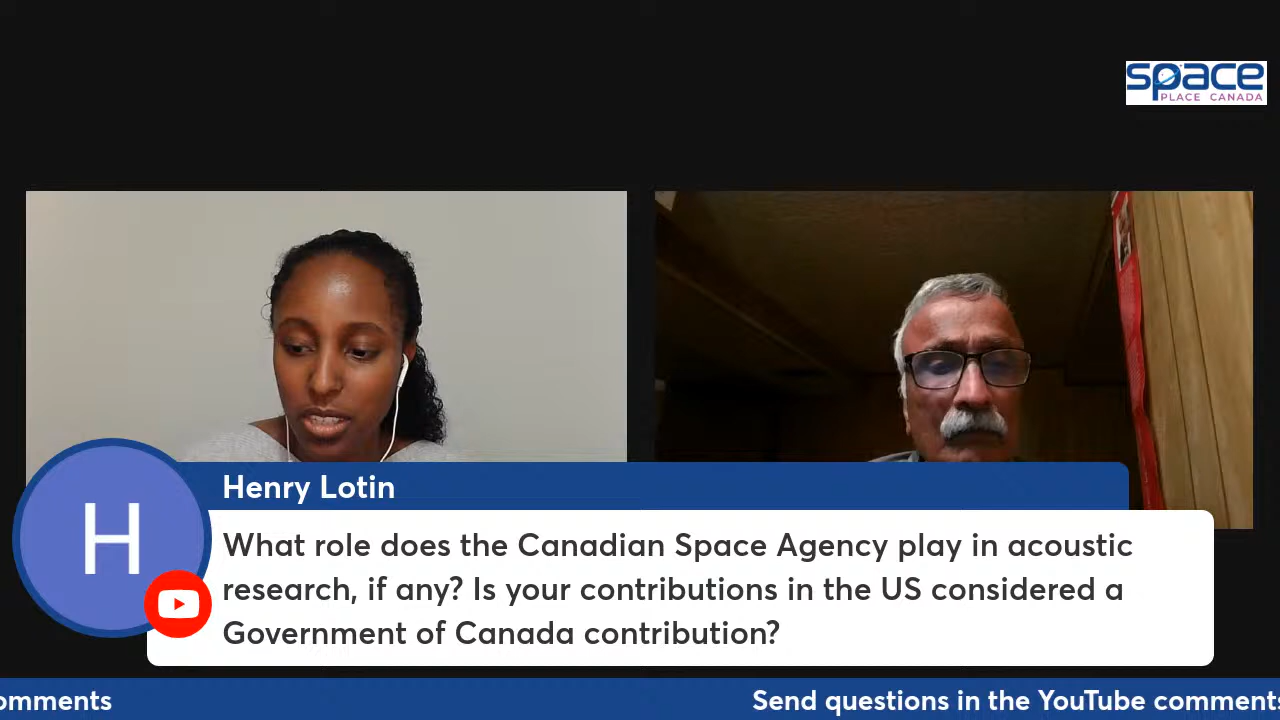 space
PLACE CANADA
H
Henry Lotin
What role does the Canadian Space Agency play in acoustic
research, if any? Is your contributions in the US considered a
Government of Canada contribution?
omments
Send questions in the YouTube comments